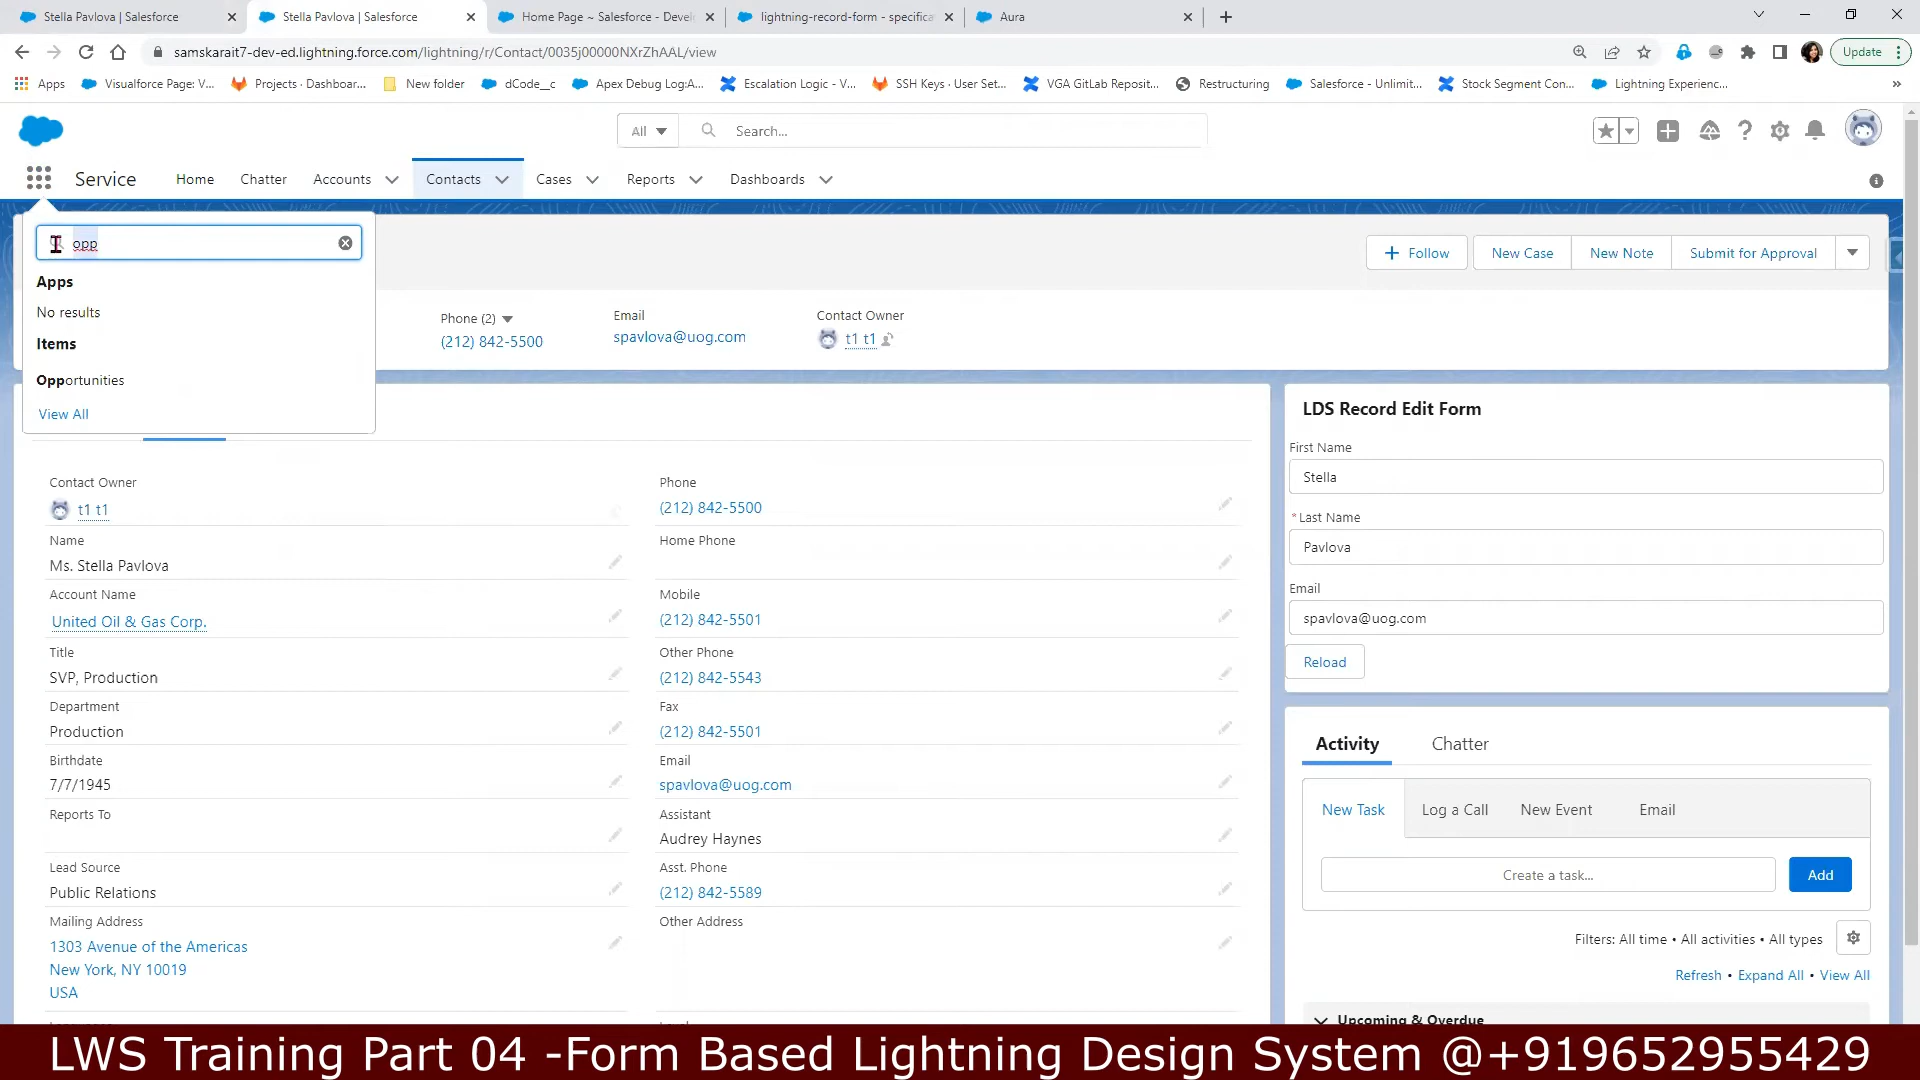 Stella Pavlova | Salesforce
Stella Pavlova | Salesforce
Home Page ~ Salesforce - Devel
lightning-record-form - specifica
Aura
samskarait7-dev-ed.lightning.force.com/lightning/r/Contact/0035j00000NXrZhAAL/view
Update
Apps
Visualforce Page: V...
Projects · Dashboar...
New folder
dCode__c
Apex Debug Log:A...
Escalation Logic - V...
SSH Keys · User Set...
VGA GitLab Reposit...
Restructuring
Salesforce - Unlimit...
Stock Segment Con...
Lightning Experienc...
»
All
Search...
Service
Home
Chatter
Accounts
Contacts
Cases
Reports
Dashboards
opp
Apps
No results
Items
Opportunities
View All
Follow
New Case
New Note
Submit for Approval
Phone (2)
(212) 842-5500
Email
spavlova@uog.com
Contact Owner
t1 t1
Contact Owner
t1 t1
Name
Ms. Stella Pavlova
Account Name
United Oil & Gas Corp.
Title
SVP, Production
Department
Production
Birthdate
7/7/1945
Reports To
Lead Source
Public Relations
Mailing Address
1303 Avenue of the Americas
New York, NY 10019
USA
Phone
(212) 842-5500
Home Phone
Mobile
(212) 842-5501
Other Phone
(212) 842-5543
Fax
(212) 842-5501
Email
spavlova@uog.com
Assistant
Audrey Haynes
Asst. Phone
(212) 842-5589
Other Address
LDS Record Edit Form
First Name
Stella
*Last Name
Pavlova
Email
spavlova@uog.com
Reload
Activity
Chatter
New Task
Log a Call
New Event
Email
Create a task...
Add
Filters: All time • All activities • All types
Refresh • Expand All • View All
Upcoming & Overdue
LWS Training Part 04 -Form Based Lightning Design System @+919652955429